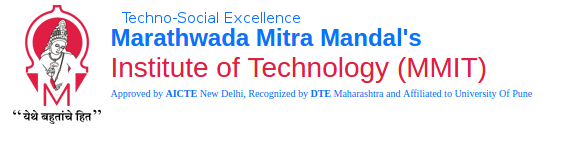 Techno-Social Excellence
Marathwada Mitra Mandal's
Institute of Technology (MMIT)
Approved by AICTE New Delhi, Recognized by DTE Maharashtra and Affiliated to University Of Pune
M
“येथे बहुतांचे हित”